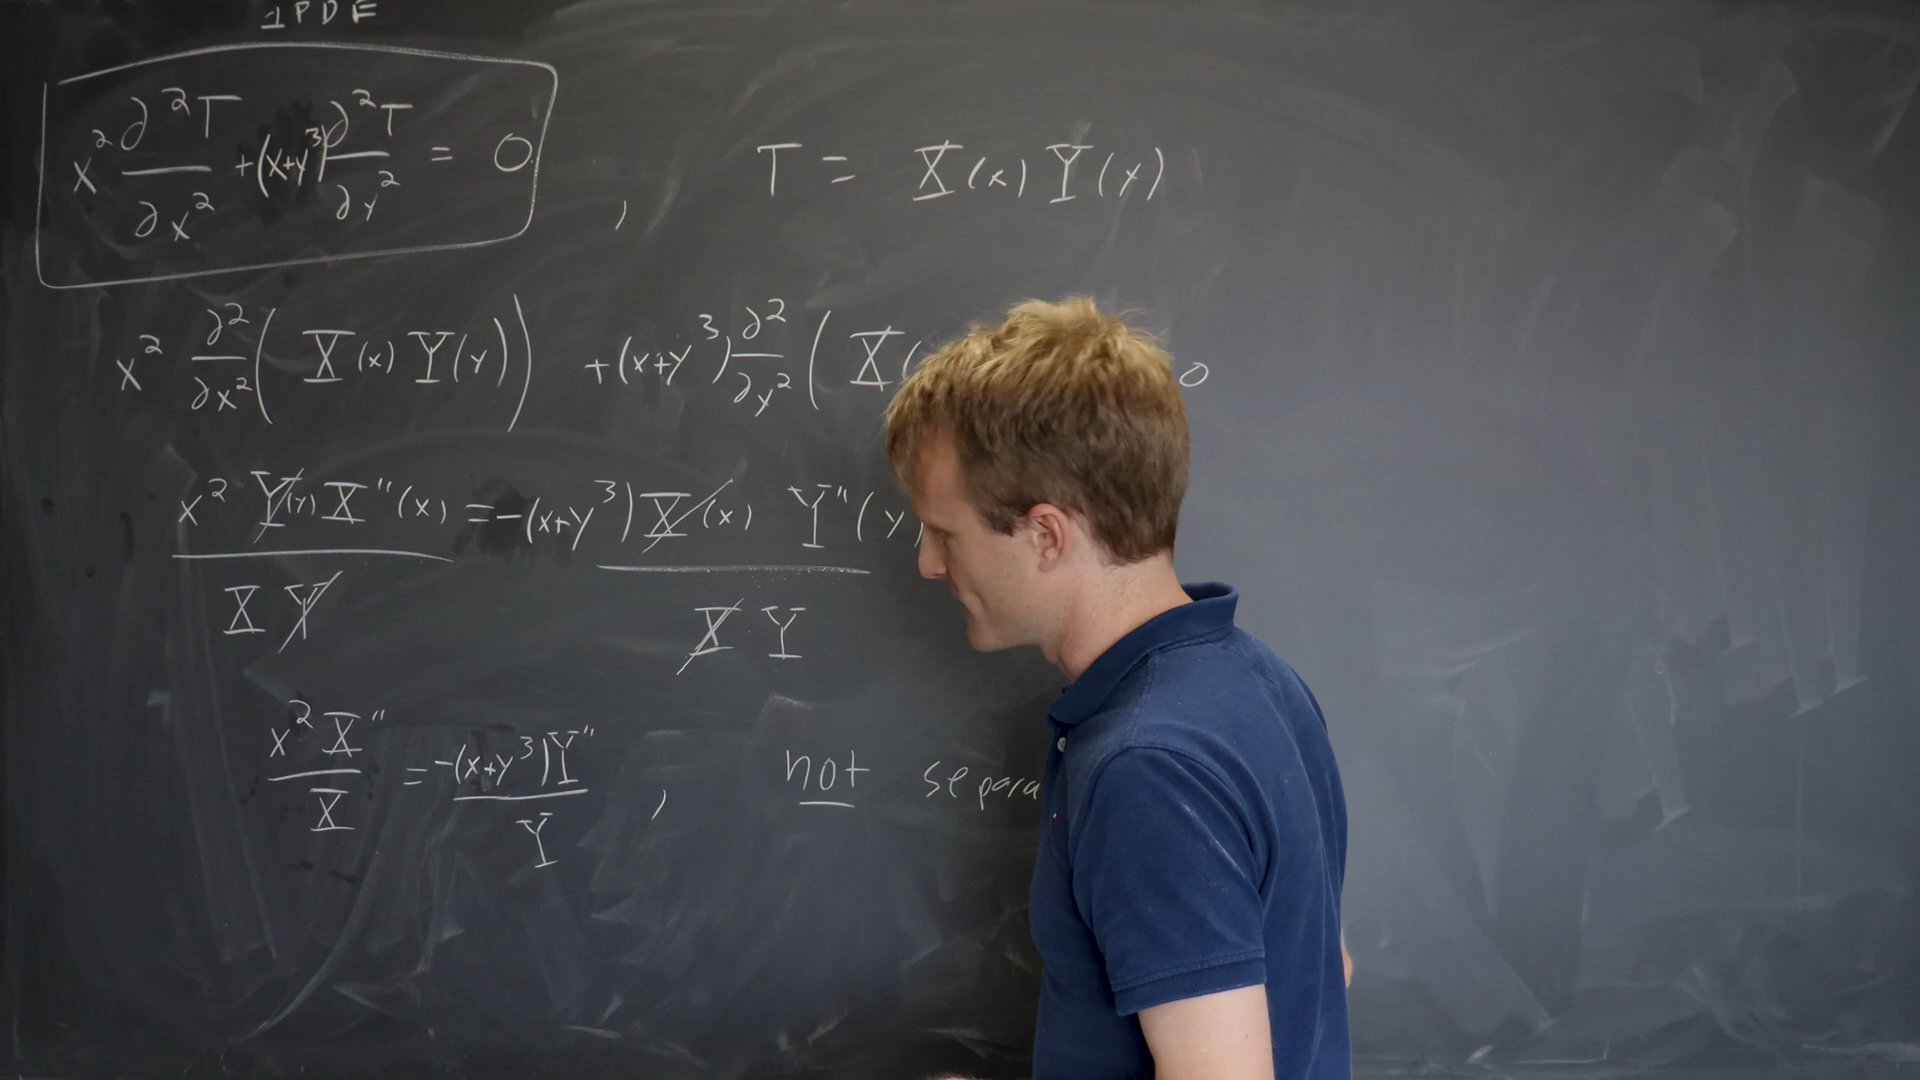 1 PDE
x² ∂²T/∂x² + (x+y³) ∂²T/∂y² = 0 , T = X(x) Y(y)
x² ∂²/∂x² ( X(x) Y(y) ) + (x+y³) ∂²/∂y² ( X( 0
x² Y(y) X''(x) / X Y = -(x+y³) X(x) Y''(y) / X Y
x² X'' / X = -(x+y³) Y'' / Y , not separa